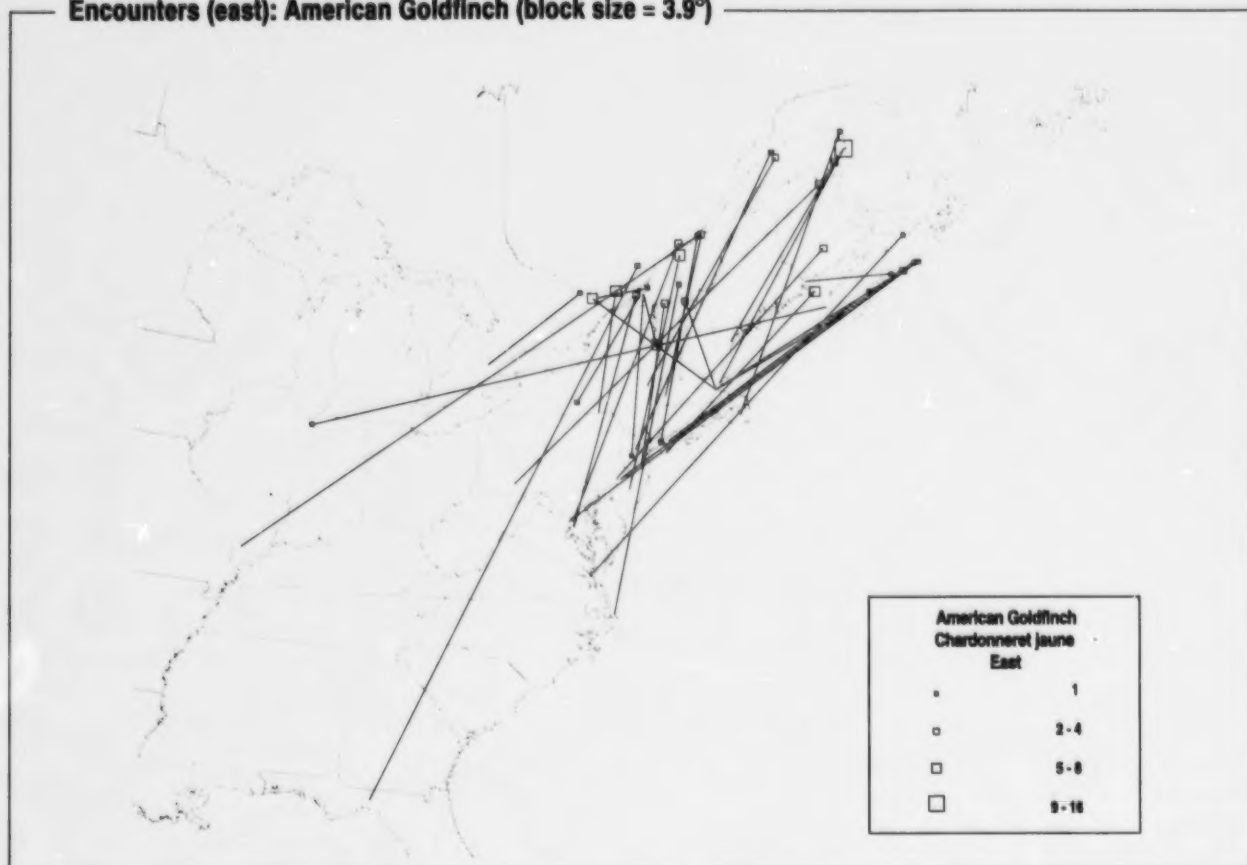 Encounters (east): American Goldfinch (block size = 3.9°)
American Goldfinch
Chardonneret jaune
East
1
2 - 4
5 - 8
9 - 16